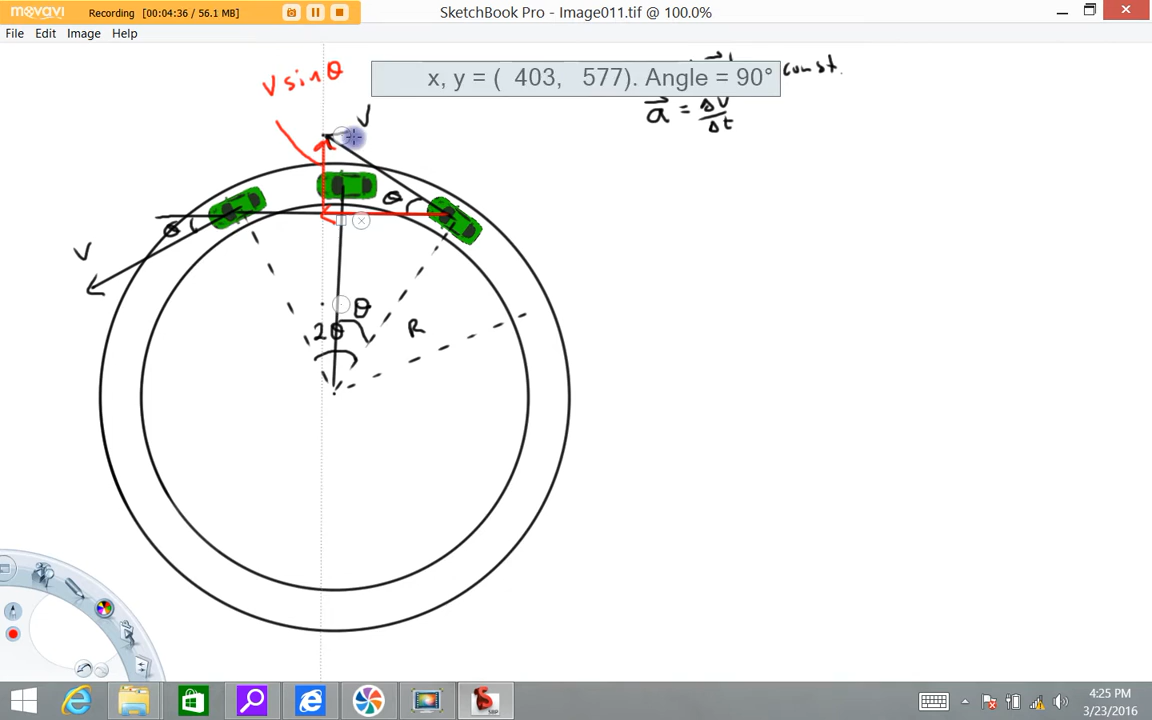 movavi
Recording [00:04:36 / 56.1 MB]
SketchBook Pro - Image011.tif @ 100.0%
File Edit Image Help
x, y = ( 403, 577). Angle = 90°
const.
a = ΔV
Δt
V sin θ
V
θ
θ
V
θ
2θ
R
SBP
4:25 PM
3/23/2016